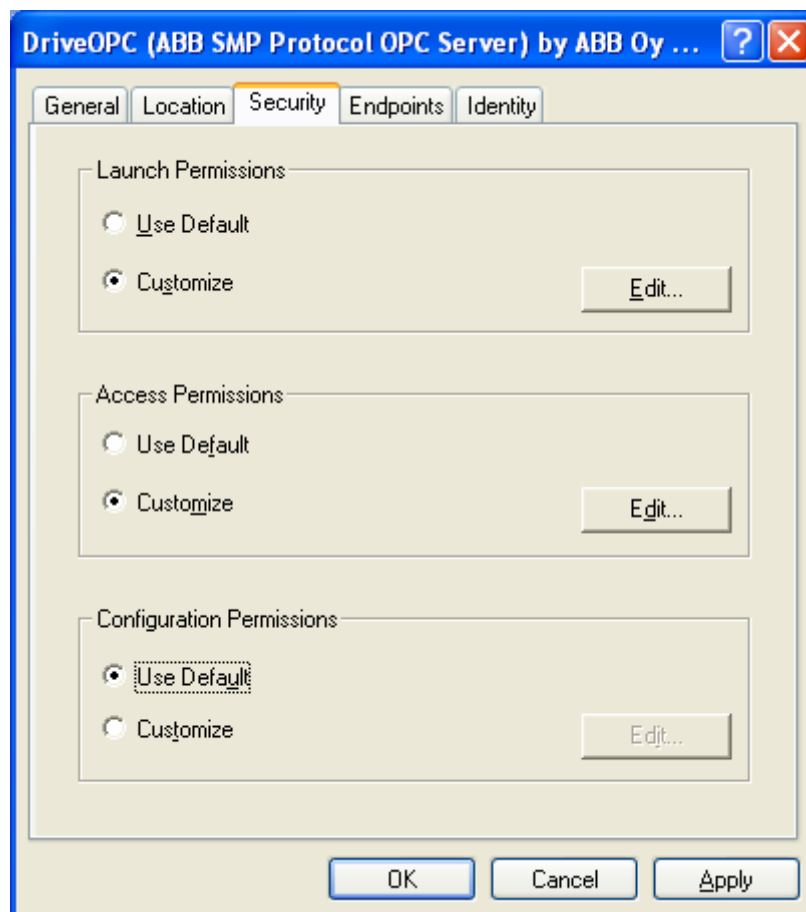 DriveOPC (ABB SMP Protocol OPC Server) by ABB Oy ...
General Location Security Endpoints Identity
Launch Permissions
Use Default
Customize
Edit...
Access Permissions
Use Default
Customize
Edit...
Configuration Permissions
Use Default
Customize
Edit...
OK Cancel Apply